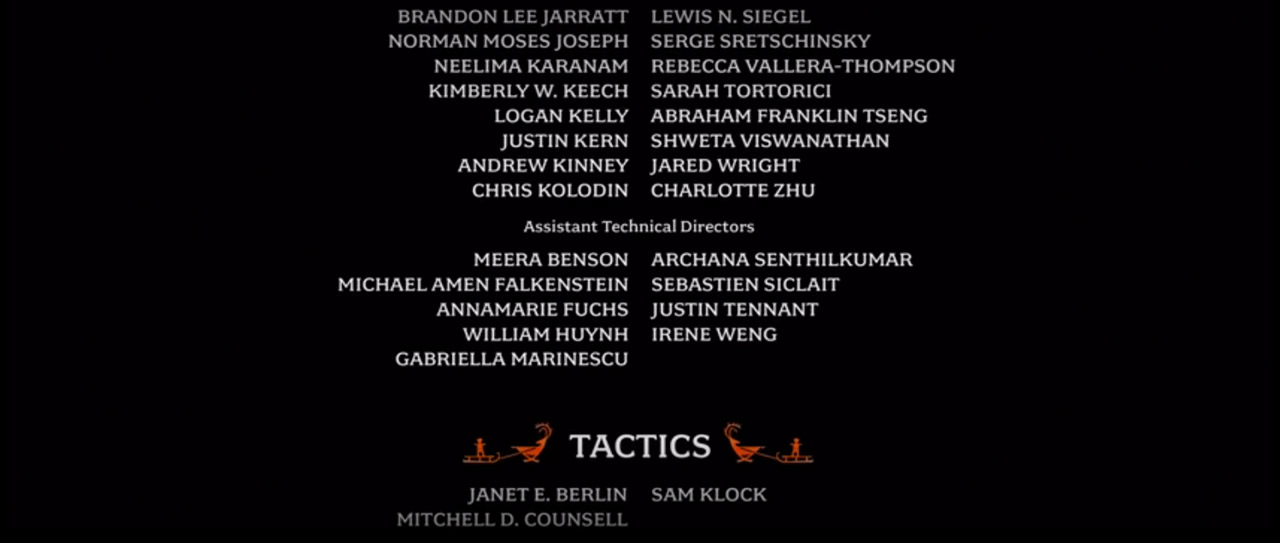 BRANDON LEE JARRATT LEWIS N. SIEGEL
NORMAN MOSES JOSEPH SERGE SRETSCHINSKY
NEELIMA KARANAM REBECCA VALLERA-THOMPSON
KIMBERLY W. KEECH SARAH TORTORICI
LOGAN KELLY ABRAHAM FRANKLIN TSENG
JUSTIN KERN SHWETA VISWANATHAN
ANDREW KINNEY JARED WRIGHT
CHRIS KOLODIN CHARLOTTE ZHU
Assistant Technical Directors
MEERA BENSON ARCHANA SENTHILKUMAR
MICHAEL AMEN FALKENSTEIN SEBASTIEN SICLAIT
ANNAMARIE FUCHS JUSTIN TENNANT
WILLIAM HUYNH IRENE WENG
GABRIELLA MARINESCU
TACTICS
JANET E. BERLIN SAM KLOCK
MITCHELL D. COUNSELL